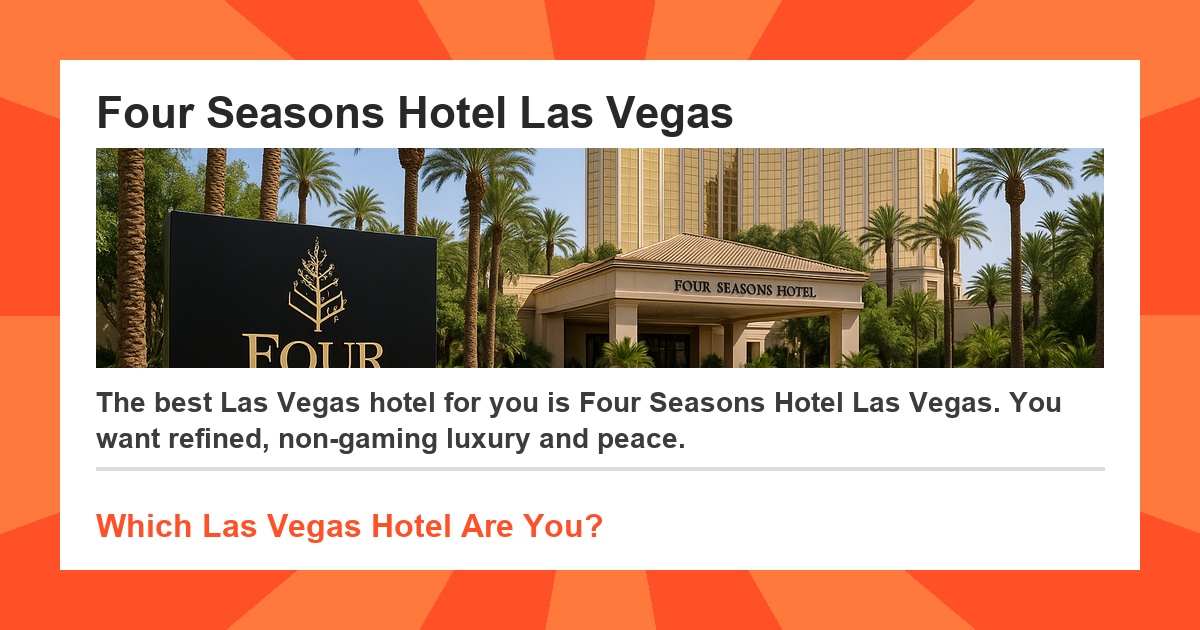 Four Seasons Hotel Las Vegas
FOUR
FOUR SEASONS HOTEL
The best Las Vegas hotel for you is Four Seasons Hotel Las Vegas. You
want refined, non-gaming luxury and peace.
Which Las Vegas Hotel Are You?